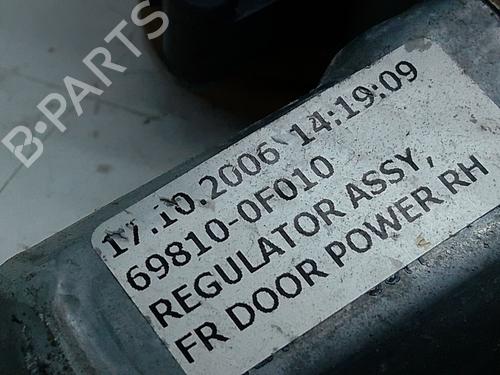 B-PARTS
17.10.2006 14:19:09
69810-0F010
REGULATOR ASSY,
FR DOOR POWER RH